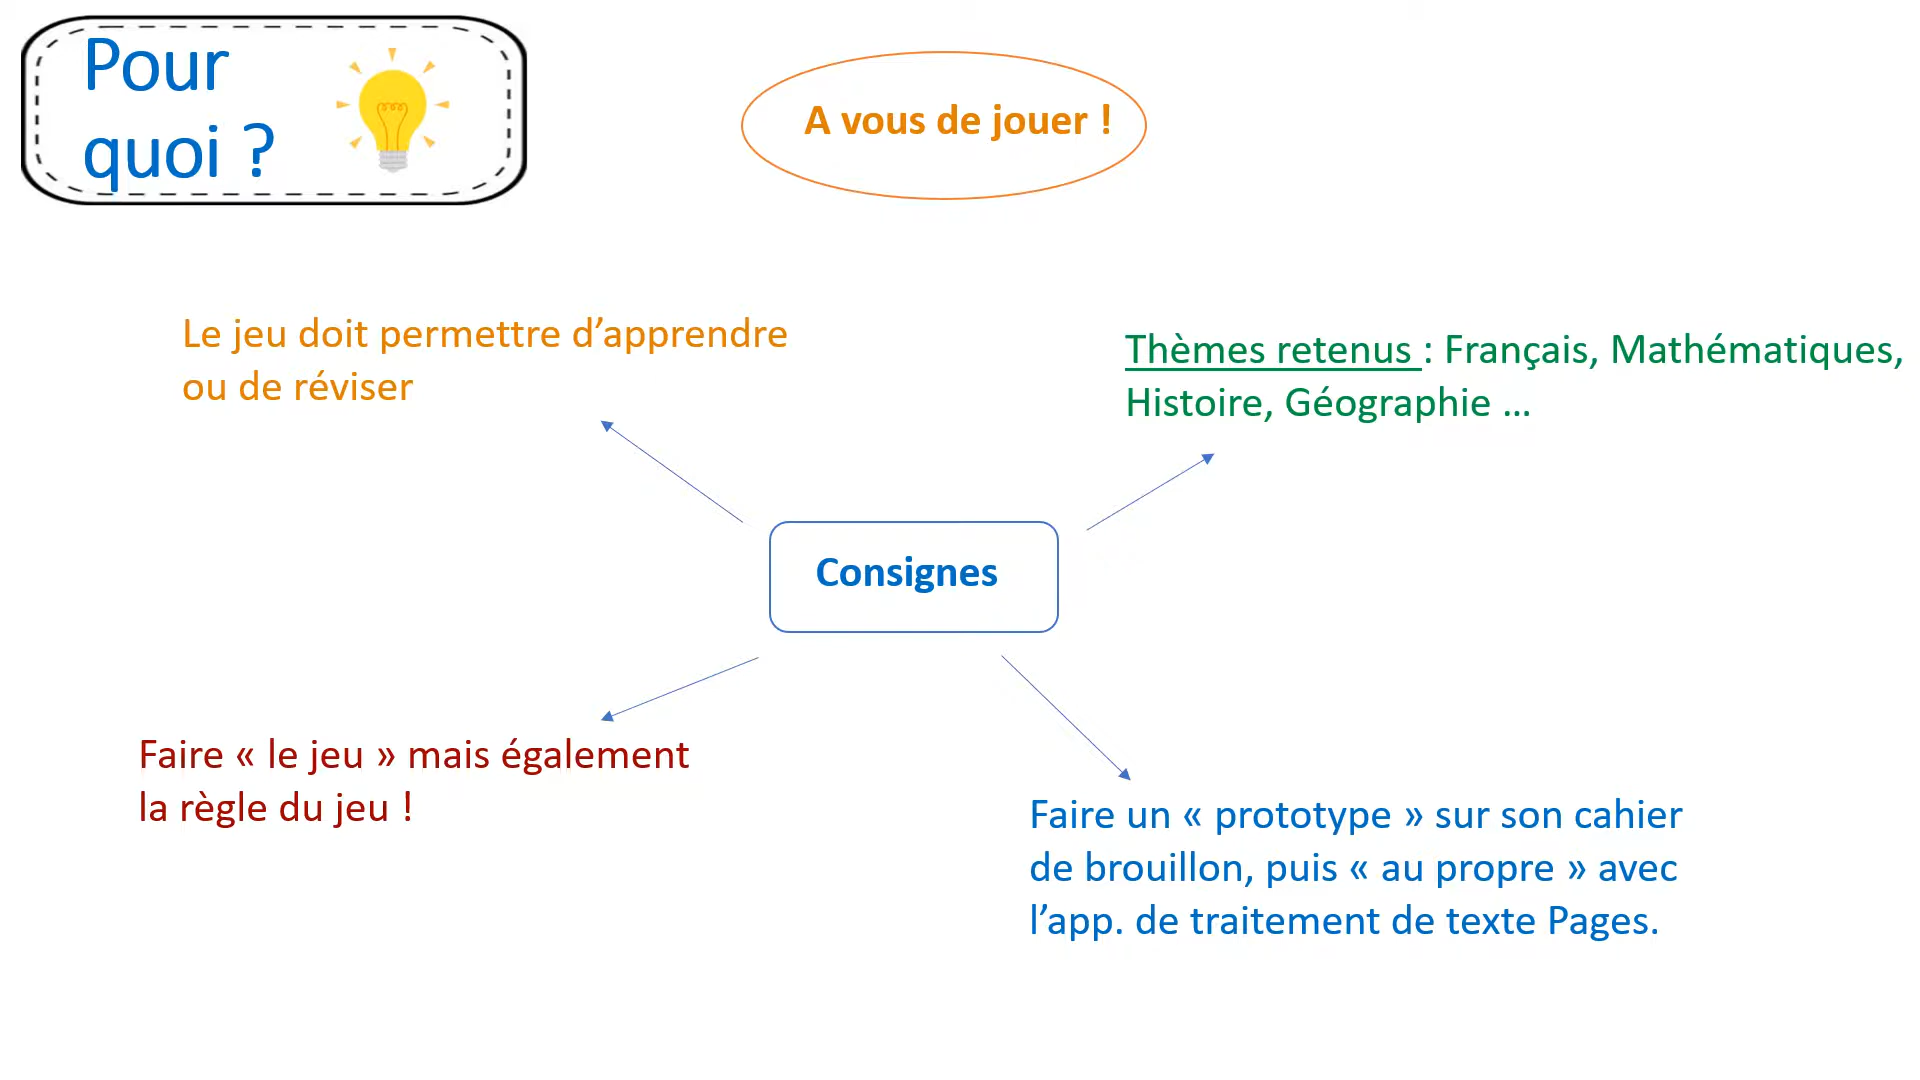 Pour
quoi ?
A vous de jouer !
Le jeu doit permettre d’apprendre
ou de réviser
Thèmes retenus : Français, Mathématiques,
Histoire, Géographie …
Consignes
Faire « le jeu » mais également
la règle du jeu !
Faire un « prototype » sur son cahier
de brouillon, puis « au propre » avec
l’app. de traitement de texte Pages.